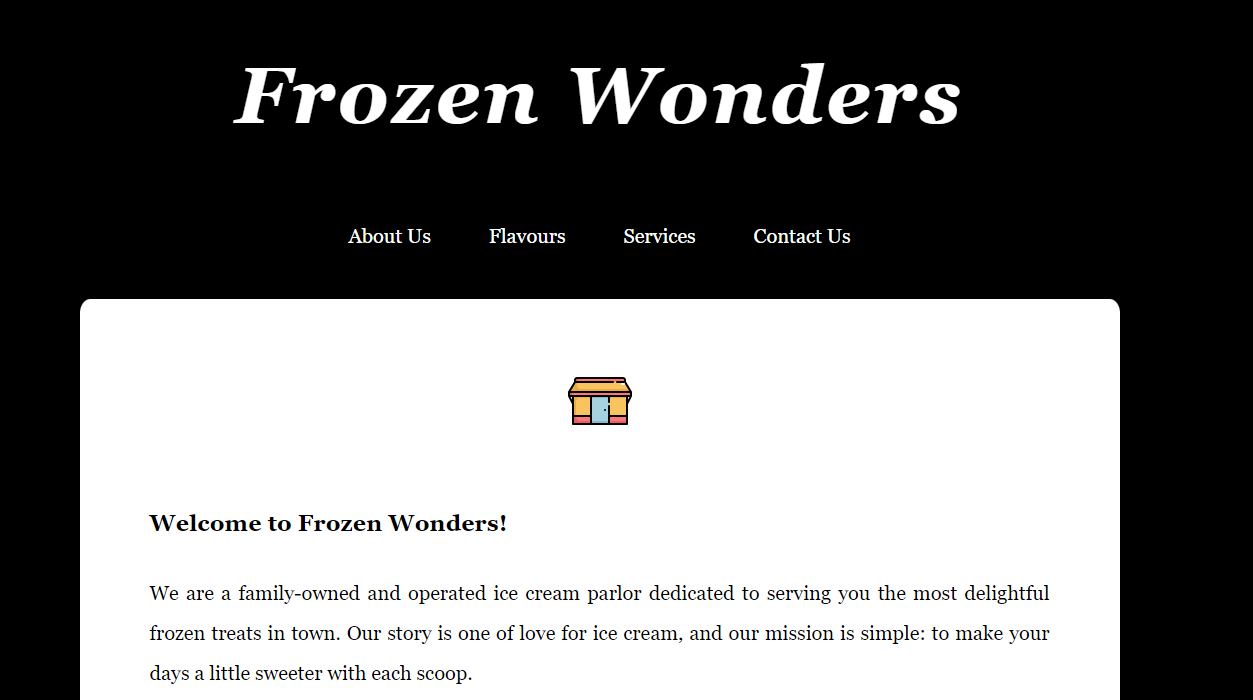 Frozen Wonders
About Us Flavours Services Contact Us
Welcome to Frozen Wonders!
We are a family-owned and operated ice cream parlor dedicated to serving you the most delightful
frozen treats in town. Our story is one of love for ice cream, and our mission is simple: to make your
days a little sweeter with each scoop.